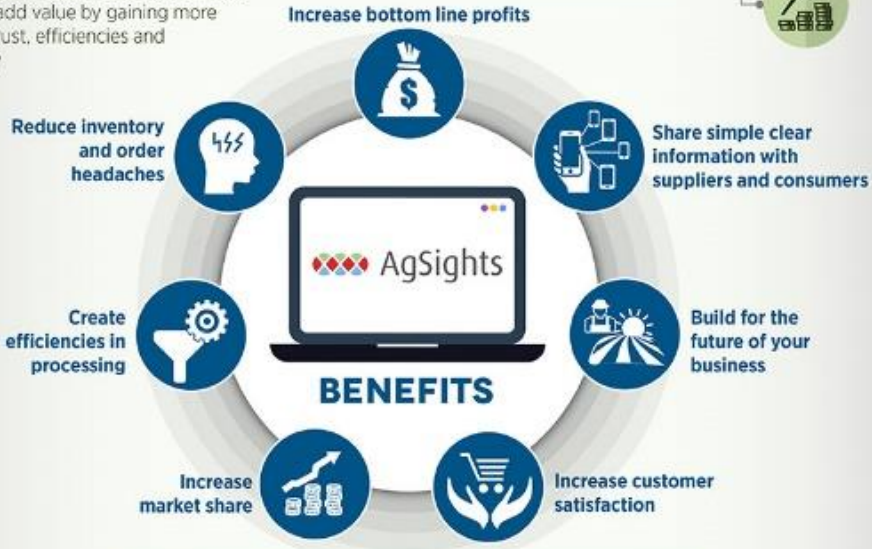 add value by gaining more
ust, efficiencies and
Increase bottom line profits
$
Share simple clear
information with
suppliers and consumers
Build for the
future of your
business
Increase customer
satisfaction
Increase
market share
Create
efficiencies in
processing
Reduce inventory
and order
headaches
AgSights
BENEFITS